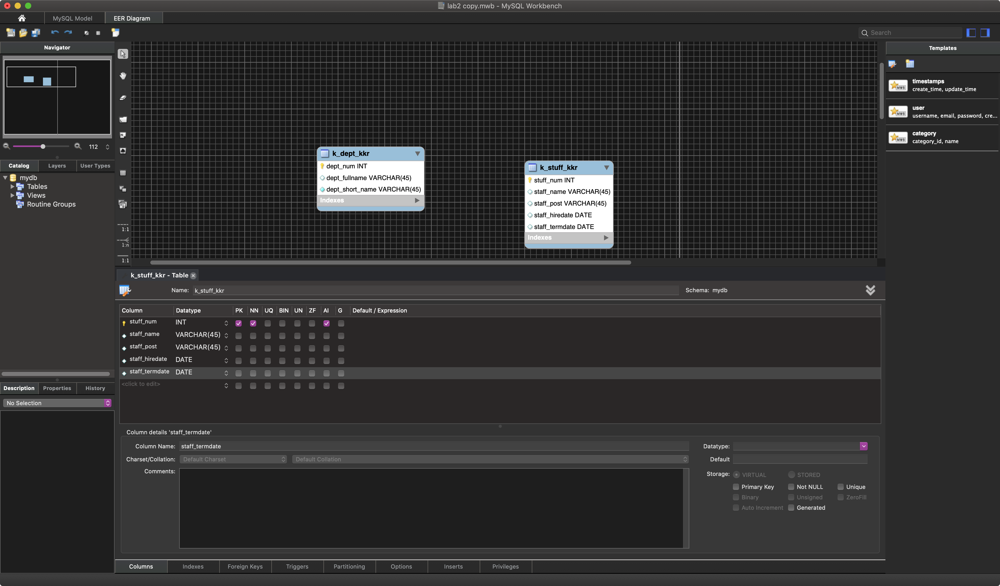 lab2 copy.mwb - MySQL Workbench
MySQL Model
EER Diagram
Search
Navigator
112
Catalog
Layers
User Types
mydb
Tables
Views
Routine Groups
Description
Properties
History
No Selection
1:1
1:n
1:1
k_dept_kkr
dept_num INT
dept_fullname VARCHAR(45)
dept_short_name VARCHAR(45)
Indexes
k_stuff_kkr
stuff_num INT
staff_name VARCHAR(45)
staff_post VARCHAR(45)
staff_hiredate DATE
staff_termdate DATE
Indexes
Templates
MWB
timestamps
create_time, update_time
MWB
user
username, email, password, cre...
MWB
category
category_id, name
k_stuff_kkr - Table
Name: k_stuff_kkr
Schema: mydb
Column Datatype PK NN UQ BIN UN ZF AI G Default / Expression
stuff_num INT
staff_name VARCHAR(45)
staff_post VARCHAR(45)
staff_hiredate DATE
staff_termdate DATE
<click to edit>
Column details 'staff_termdate'
Column Name: staff_termdate
Charset/Collation: Default Charset Default Collation
Comments:
Datatype:
Default
Storage: VIRTUAL STORED
Primary Key Not NULL Unique
Binary Unsigned ZeroFill
Auto Increment Generated
Columns Indexes Foreign Keys Triggers Partitioning Options Inserts Privileges